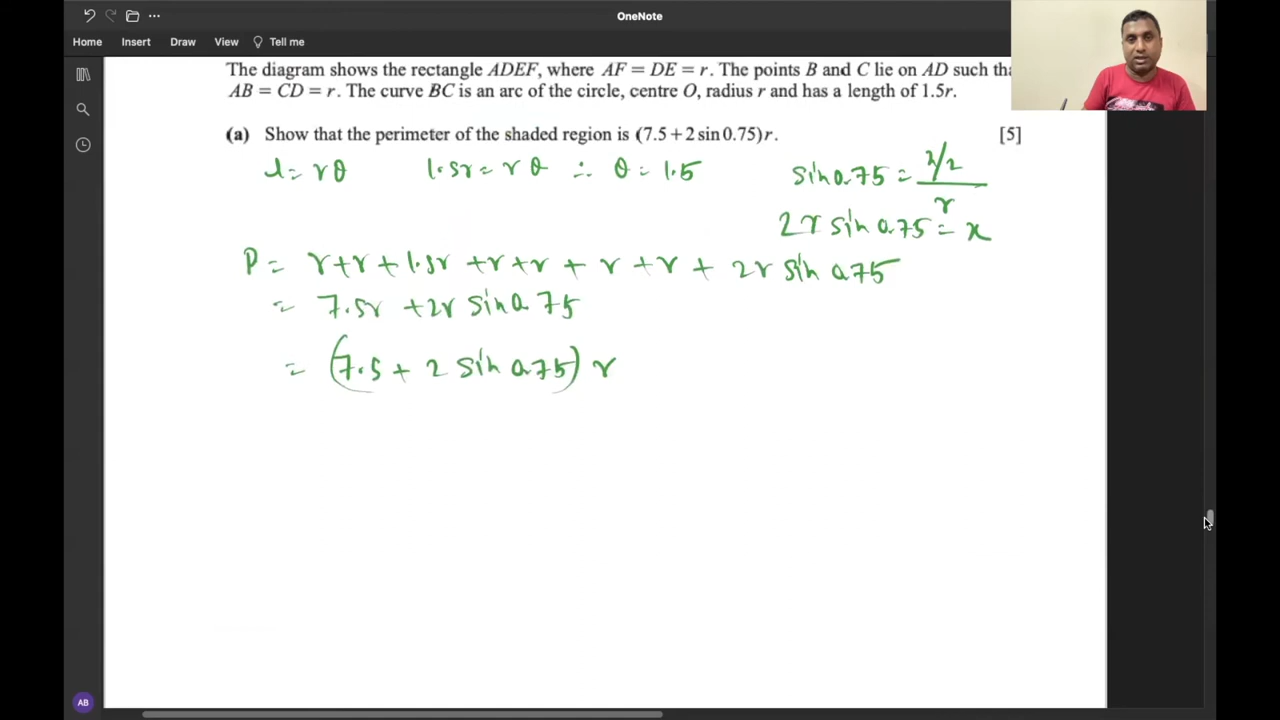 OneNote
Home Insert Draw View Tell me
The diagram shows the rectangle ADEF, where AF = DE = r. The points B and C lie on AD such
AB = CD = r. The curve BC is an arc of the circle, centre O, radius r and has a length of 1.5r.
(a) Show that the perimeter of the shaded region is (7.5 + 2 sin 0.75)r. [5]
l = rθ 1.5r = rθ ∴ θ = 1.5
sin 0.75 = x/2 / r
2r sin 0.75 = x
P = r+r+1.5r+r+r+r+r+2r sin 0.75
= 7.5r + 2r sin 0.75
= (7.5 + 2 sin 0.75) r
AB